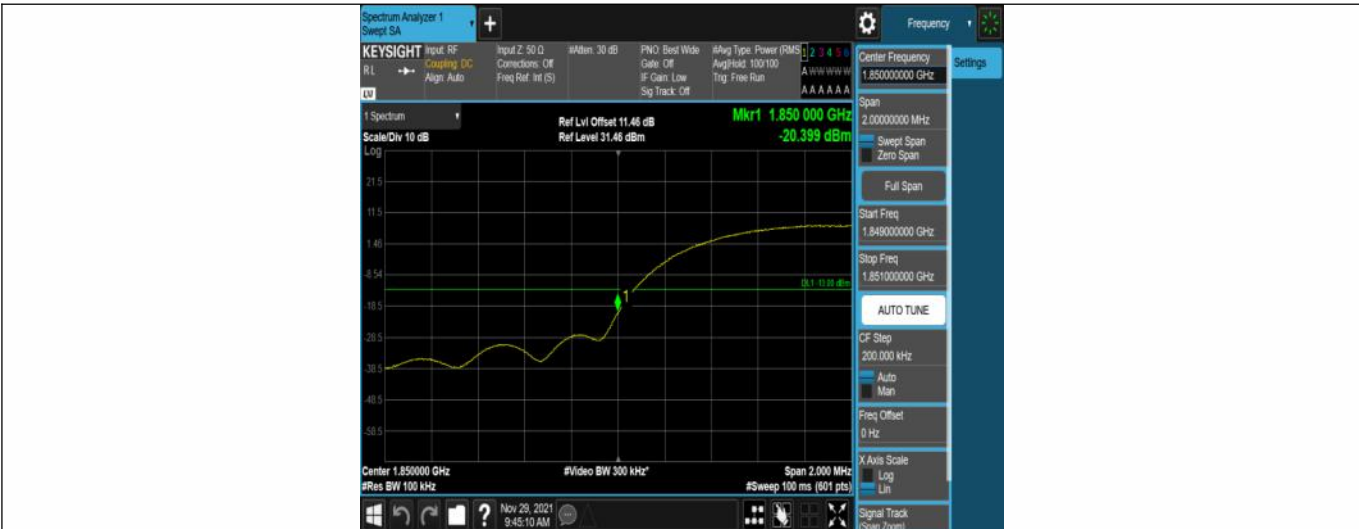 Spectrum Analyzer 1
Swept SA
+
Frequency
KEYSIGHT
RL
LV
Input: RF
Coupling: DC
Align: Auto
Input Z: 50 Ω
Corrections: Off
Freq Ref: Int (S)
#Atten: 30 dB
PNO: Best Wide
Gate: Off
IF Gain: Low
Sig Track: Off
#Avg Type: Power (RMS
Avg|Hold: 100/100
Trig: Free Run
1 2 3 4 5 6
A W W W W W
A A A A A A
1 Spectrum
Scale/Div 10 dB
Log
Ref Lvl Offset 11.46 dB
Ref Level 31.46 dBm
Mkr1 1.850 000 GHz
-20.399 dBm
21.5
11.5
1.46
-8.54
-18.5
-28.5
-38.5
-48.5
-58.5
DL1 -13.00 dBm
1
Center 1.850000 GHz
#Res BW 100 kHz
#Video BW 300 kHz*
Span 2.000 MHz
#Sweep 100 ms (601 pts)
?
Nov 29, 2021
9:45:10 AM
Center Frequency
1.850000000 GHz
Settings
Span
2.00000000 MHz
Swept Span
Zero Span
Full Span
Start Freq
1.849000000 GHz
Stop Freq
1.851000000 GHz
AUTO TUNE
CF Step
200.000 kHz
Auto
Man
Freq Offset
0 Hz
X Axis Scale
Log
Lin
Signal Track
(Span Zoom)